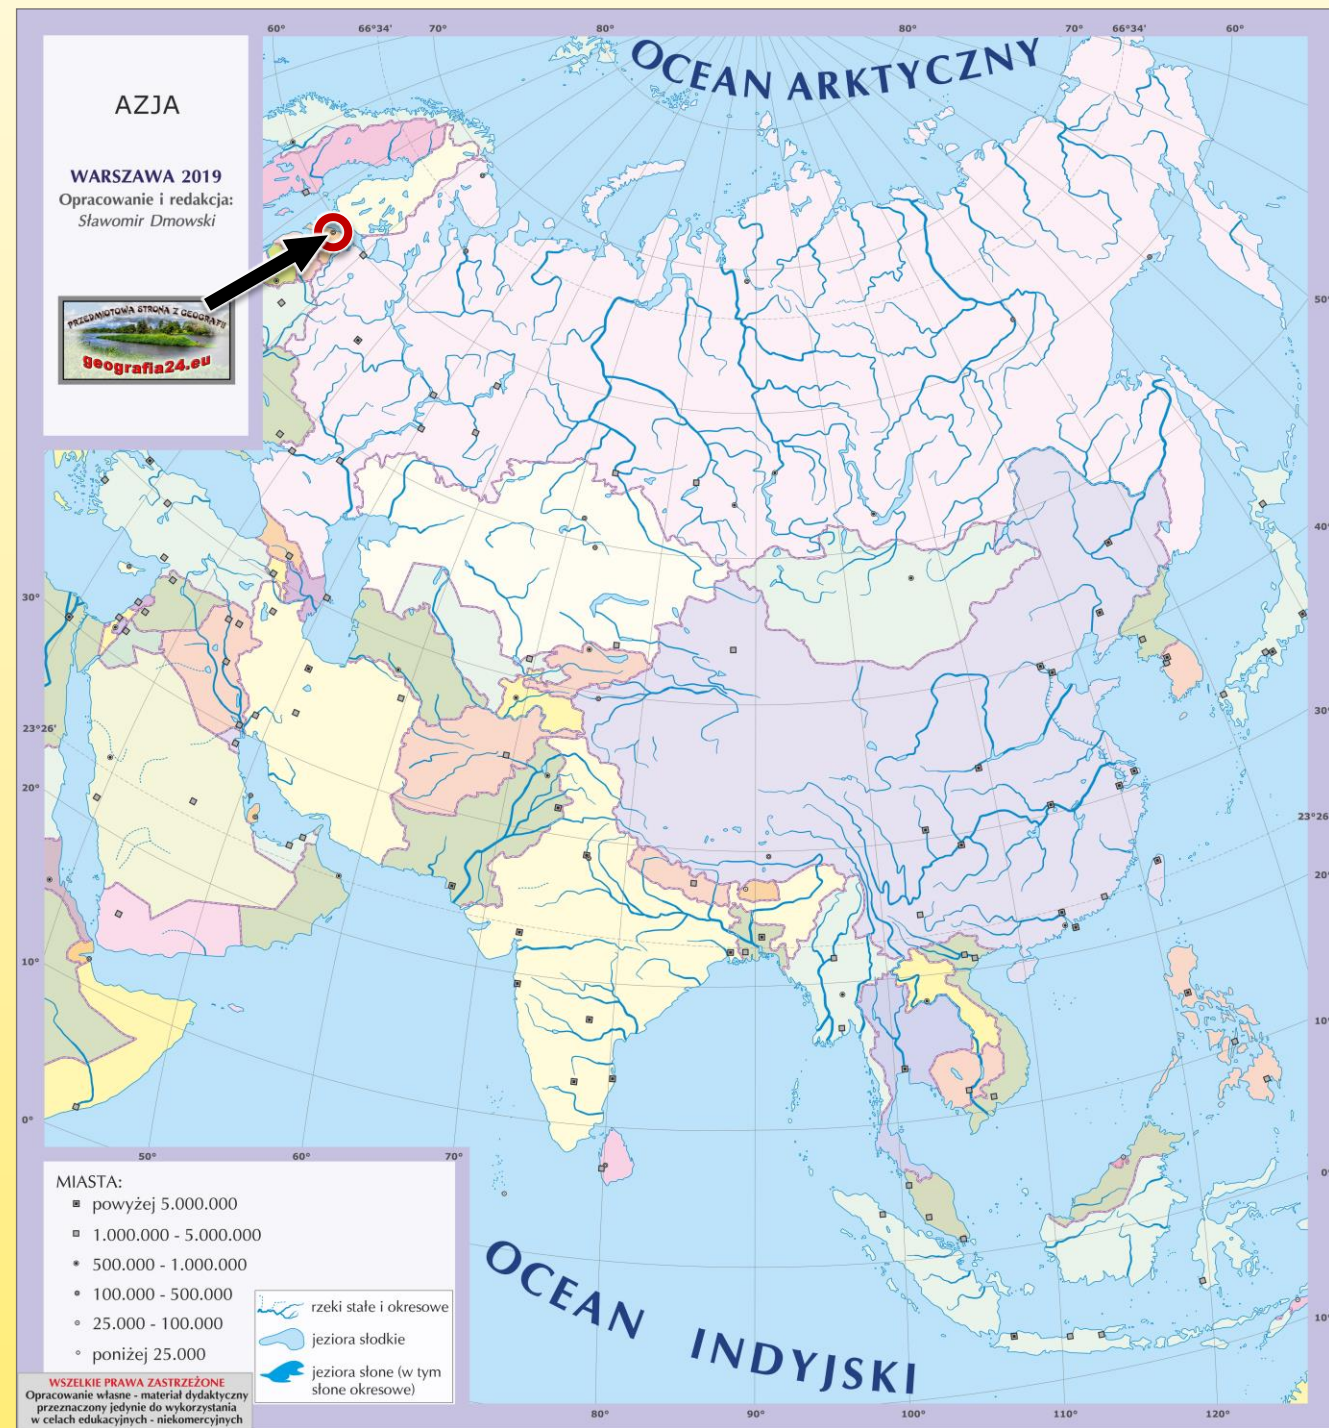 60° 66°34' 70° 80° 80° 70° 66°34' 60°
OCEAN ARKTYCZNY
AZJA
WARSZAWA 2019
Opracowanie i redakcja:
Sławomir Dmowski
PRZEDMIOTOWA STRONA Z GEOGRAFII
geografia24.eu
50°
40°
30°
30°
23°26'
20°
23°26'
20°
10°
10°
0°
0°
10°
50° 60° 70°
MIASTA:
powyżej 5.000.000
1.000.000 - 5.000.000
500.000 - 1.000.000
100.000 - 500.000
25.000 - 100.000
poniżej 25.000
rzeki stałe i okresowe
jeziora słodkie
jeziora słone (w tym
słone okresowe)
OCEAN INDYJSKI
WSZELKIE PRAWA ZASTRZEŻONE
Opracowanie własne - materiał dydaktyczny
przeznaczony jedynie do wykorzystania
w celach edukacyjnych - niekomercyjnych
80° 90° 100° 110° 120°